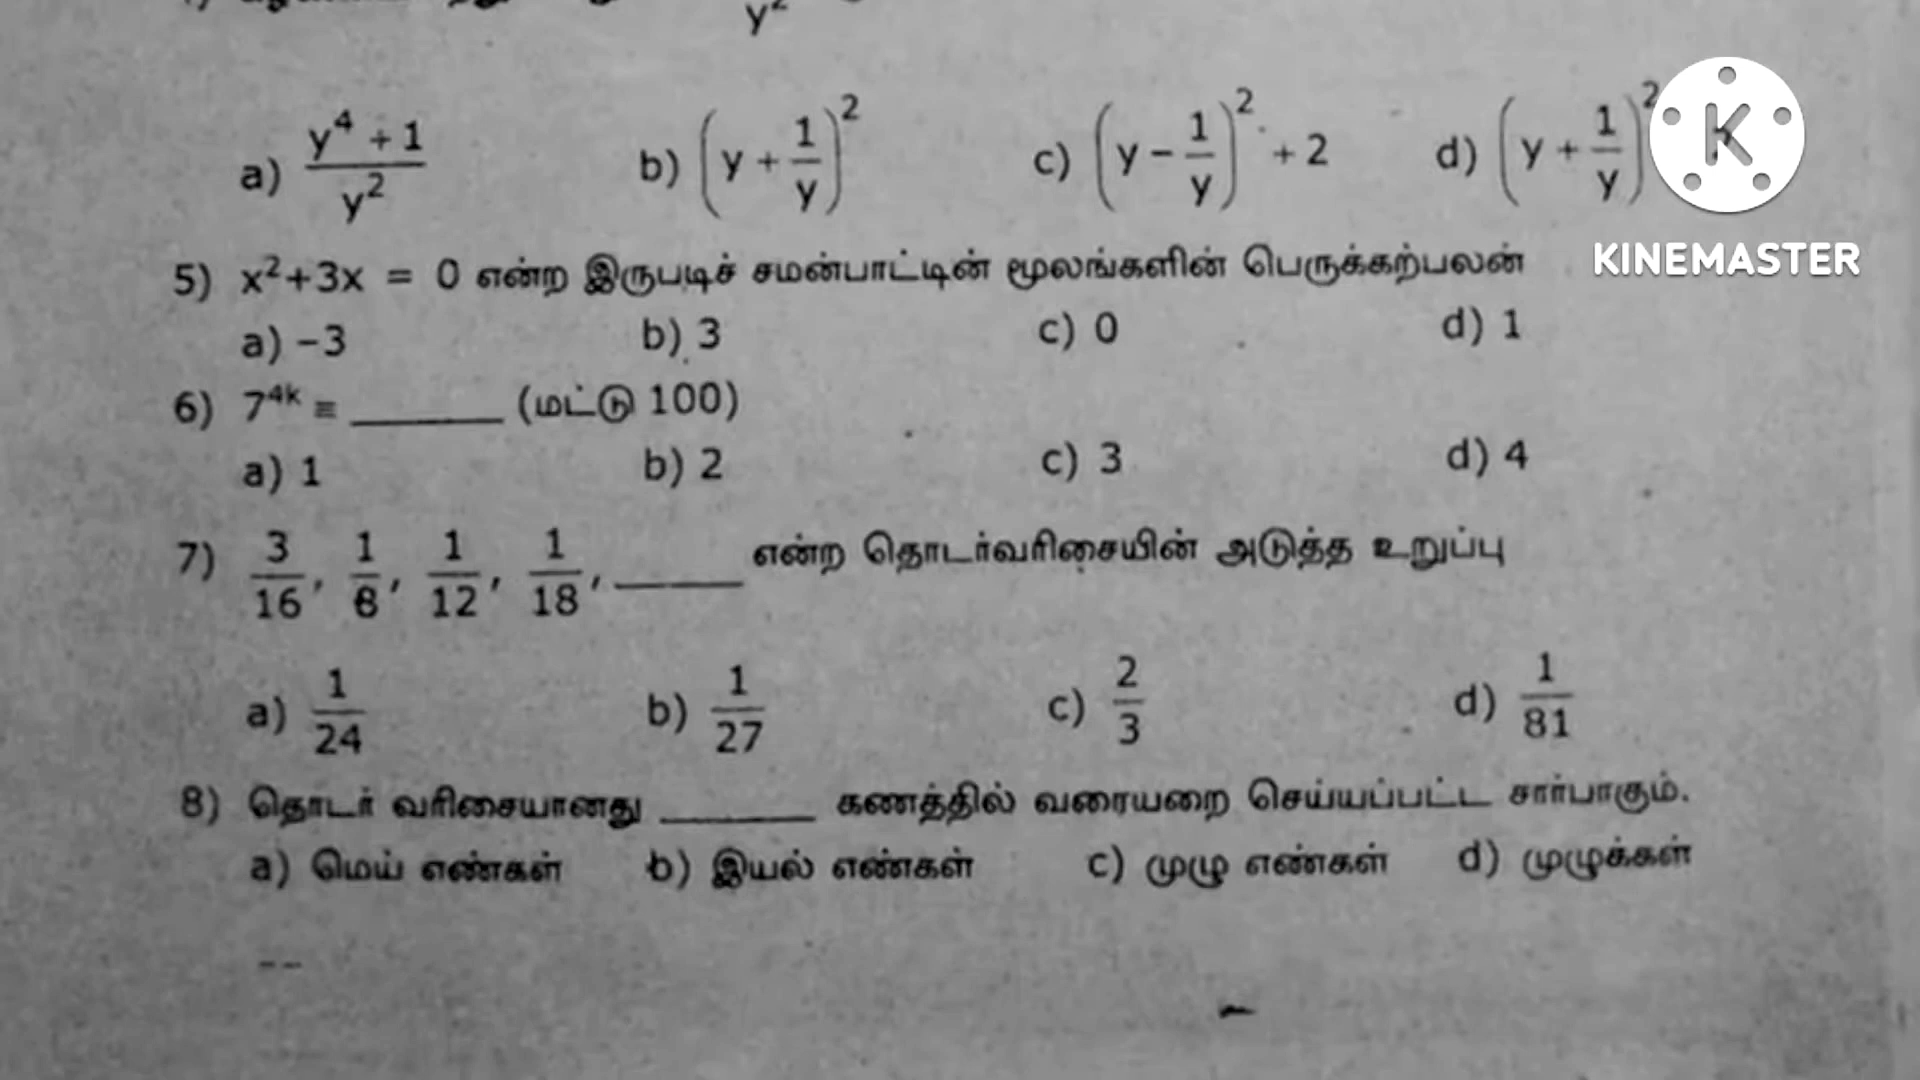 y²
a) y⁴ + 1 / y² b) (y + 1/y)² c) (y − 1/y)² + 2 d) (y + 1/y)²
5) x²+3x = 0 என்ற இருபடிச் சமன்பாட்டின் மூலங்களின் பெருக்கற்பலன்
a) −3 b) 3 c) 0 d) 1
6) 7⁴ᵏ ≡ ______ (மட்டு 100)
a) 1 b) 2 c) 3 d) 4
7) 3/16, 1/8, 1/12, 1/18, ______ என்ற தொடர்வரிசையின் அடுத்த உறுப்பு
a) 1/24 b) 1/27 c) 2/3 d) 1/81
8) தொடர் வரிசையானது ______ கணத்தில் வரையறை செய்யப்பட்ட சார்பாகும்.
a) மெய் எண்கள் b) இயல் எண்கள் c) முழு எண்கள் d) முழுக்கள்
K
KINEMASTER